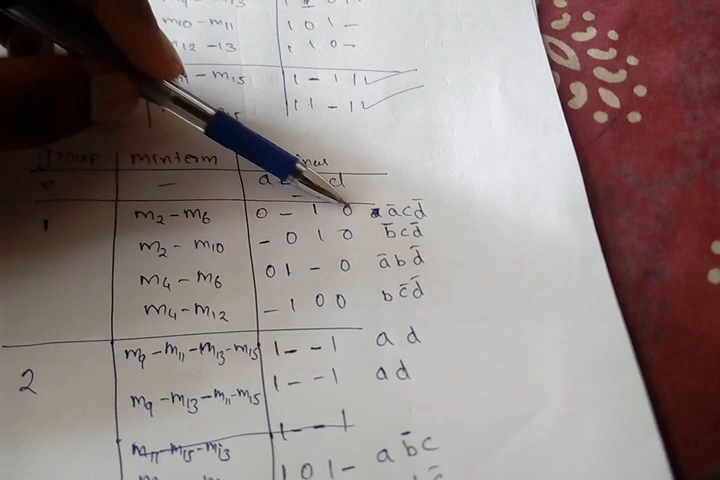 m10 - m11 1 0 1 -
m12 - 13 1 1 0 -
- m15 1 - 1 1 ✓
1 1 - 1 ✓
group minterm
0 - a d
1 m2 - m6 0 - 1 0 ā c d̄
m2 - m10 - 0 1 0 b̄ c d̄
m4 - m6 0 1 - 0 ā b d̄
m4 - m12 - 1 0 0 b c̄ d̄
2 m9 - m11 - m13 - m15 1 - - 1 a d
m9 - m13 - m11 - m15 1 - - 1 a d
m11 - m15 - m13 1 - - 1
1 0 1 - a b̄ c